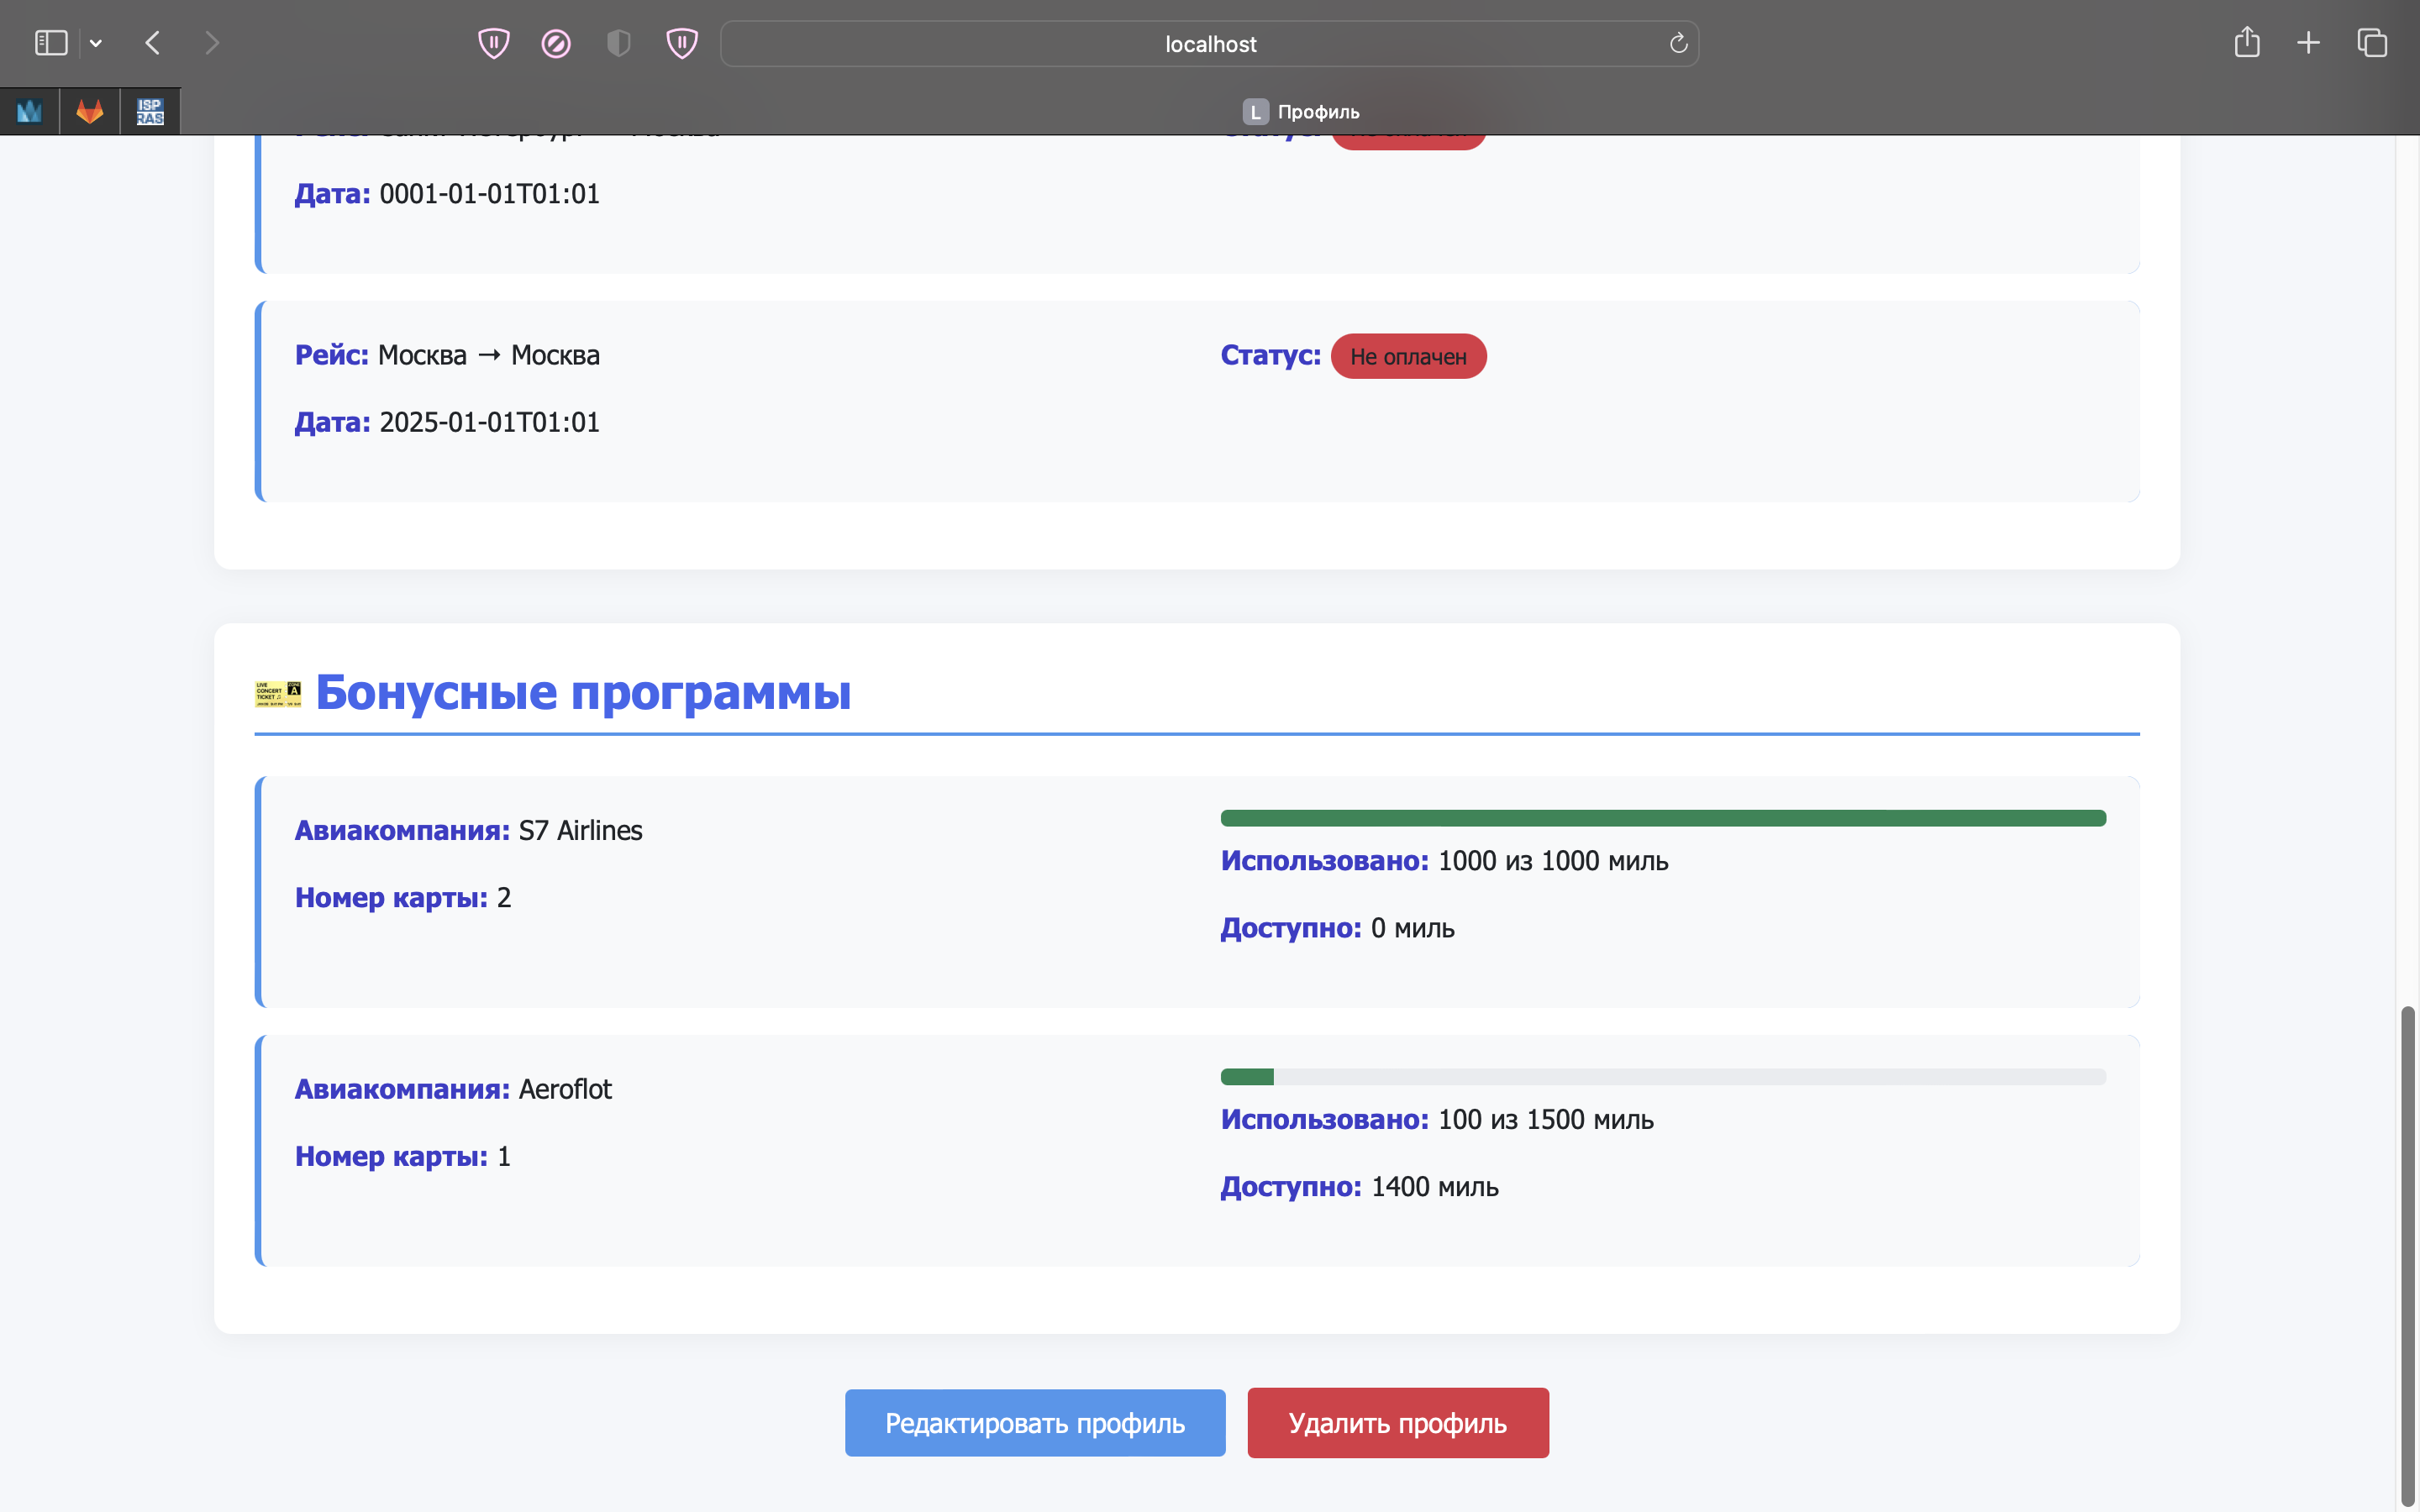 localhost
ISP
RAS
L Профиль
Дата: 0001-01-01T01:01
Рейс: Москва → Москва
Статус: Не оплачен
Дата: 2025-01-01T01:01
Бонусные программы
Авиакомпания: S7 Airlines
Номер карты: 2
Использовано: 1000 из 1000 миль
Доступно: 0 миль
Авиакомпания: Aeroflot
Номер карты: 1
Использовано: 100 из 1500 миль
Доступно: 1400 миль
Редактировать профиль
Удалить профиль